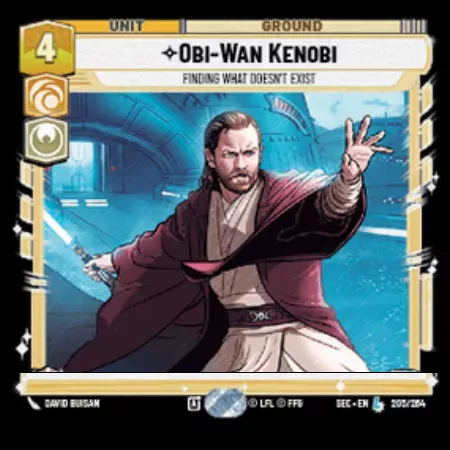 UNIT GROUND
4 OBI-WAN KENOBI
FINDING WHAT DOESN'T EXIST
DAVID BUISAN © LFL © FFG SEC • EN 205/264